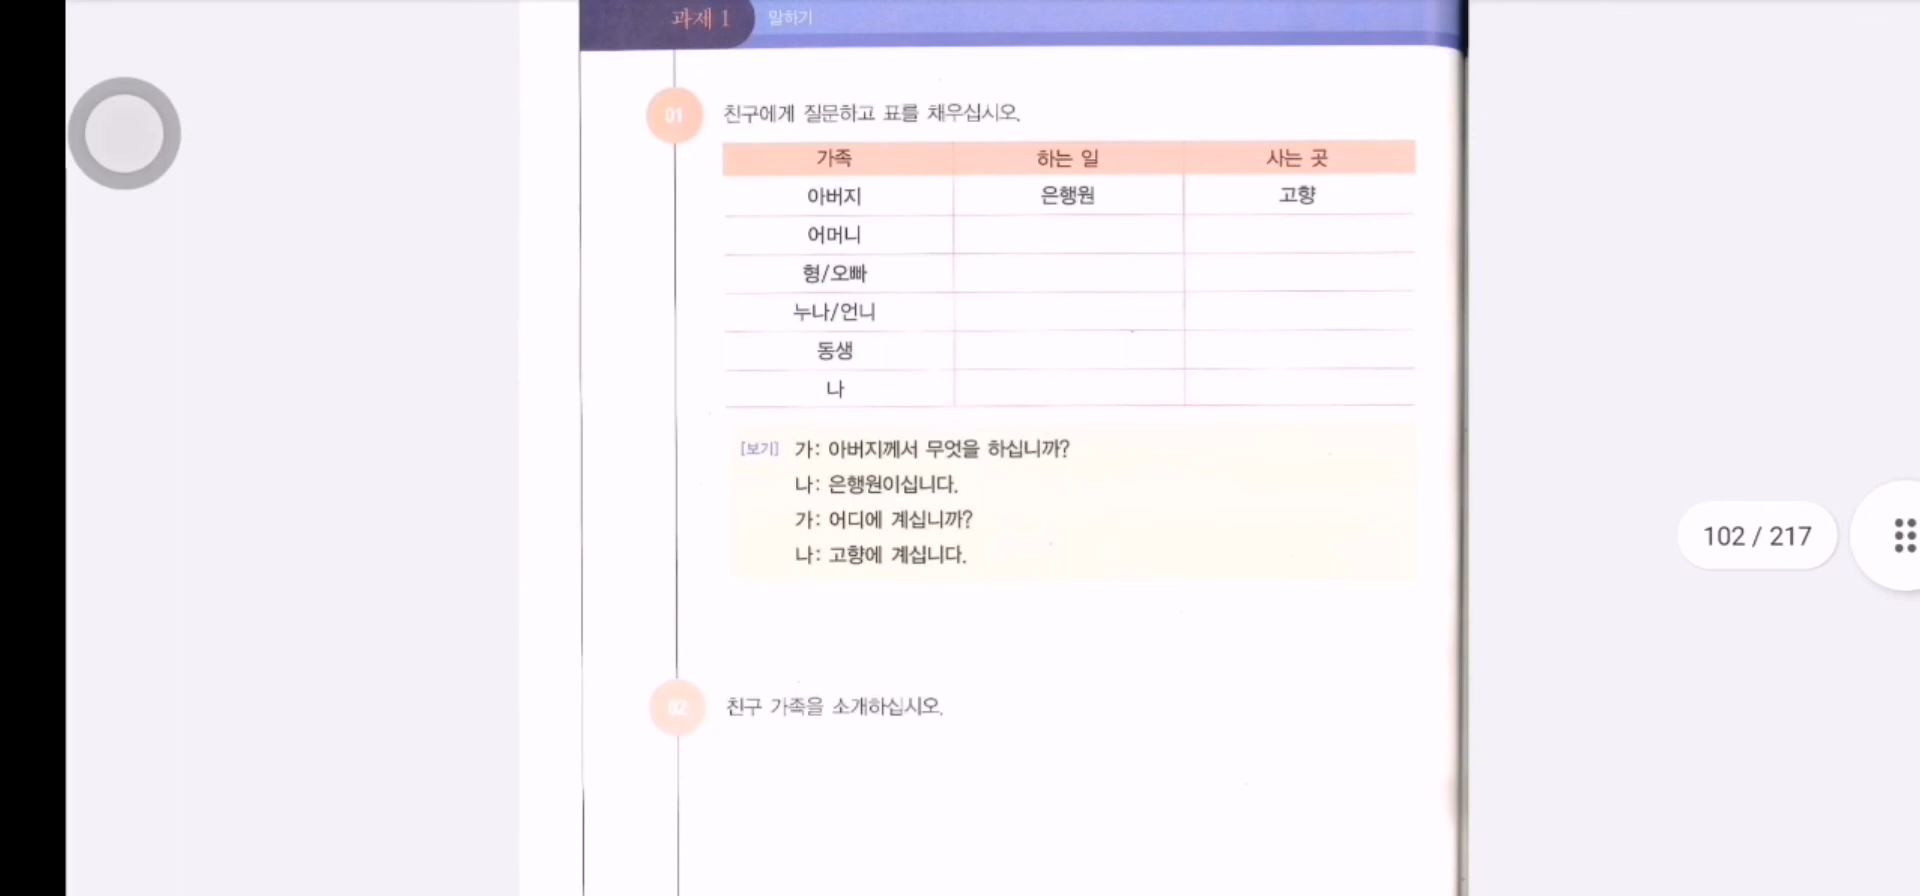 과제 1 말하기
01 친구에게 질문하고 표를 채우십시오.
가족 하는 일 사는 곳
아버지 은행원 고향
어머니
형/오빠
누나/언니
동생
나
[보기] 가: 아버지께서 무엇을 하십니까?
나: 은행원이십니다.
가: 어디에 계십니까?
나: 고향에 계십니다.
102 / 217
02 친구 가족을 소개하십시오.